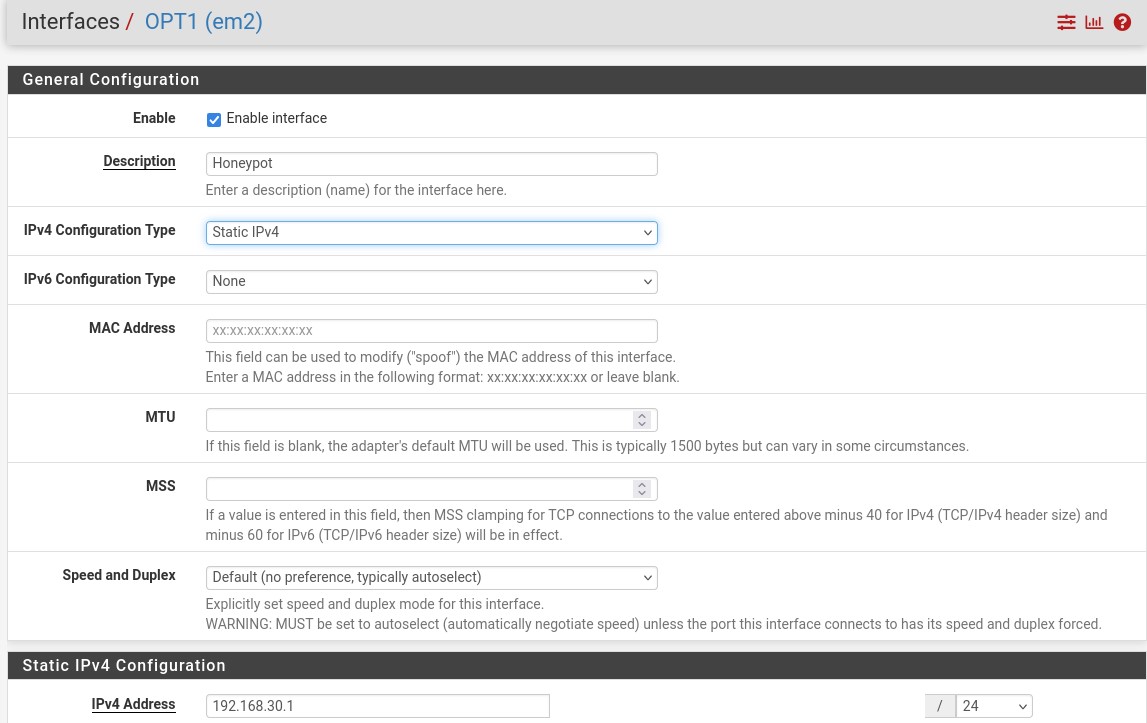 Interfaces / OPT1 (em2)
General Configuration
Enable Enable interface
Description Honeypot
Enter a description (name) for the interface here.
IPv4 Configuration Type Static IPv4
IPv6 Configuration Type None
MAC Address xx:xx:xx:xx:xx:xx
This field can be used to modify ("spoof") the MAC address of this interface.
Enter a MAC address in the following format: xx:xx:xx:xx:xx:xx or leave blank.
MTU
If this field is blank, the adapter's default MTU will be used. This is typically 1500 bytes but can vary in some circumstances.
MSS
If a value is entered in this field, then MSS clamping for TCP connections to the value entered above minus 40 for IPv4 (TCP/IPv4 header size) and
minus 60 for IPv6 (TCP/IPv6 header size) will be in effect.
Speed and Duplex Default (no preference, typically autoselect)
Explicitly set speed and duplex mode for this interface.
WARNING: MUST be set to autoselect (automatically negotiate speed) unless the port this interface connects to has its speed and duplex forced.
Static IPv4 Configuration
IPv4 Address 192.168.30.1 / 24